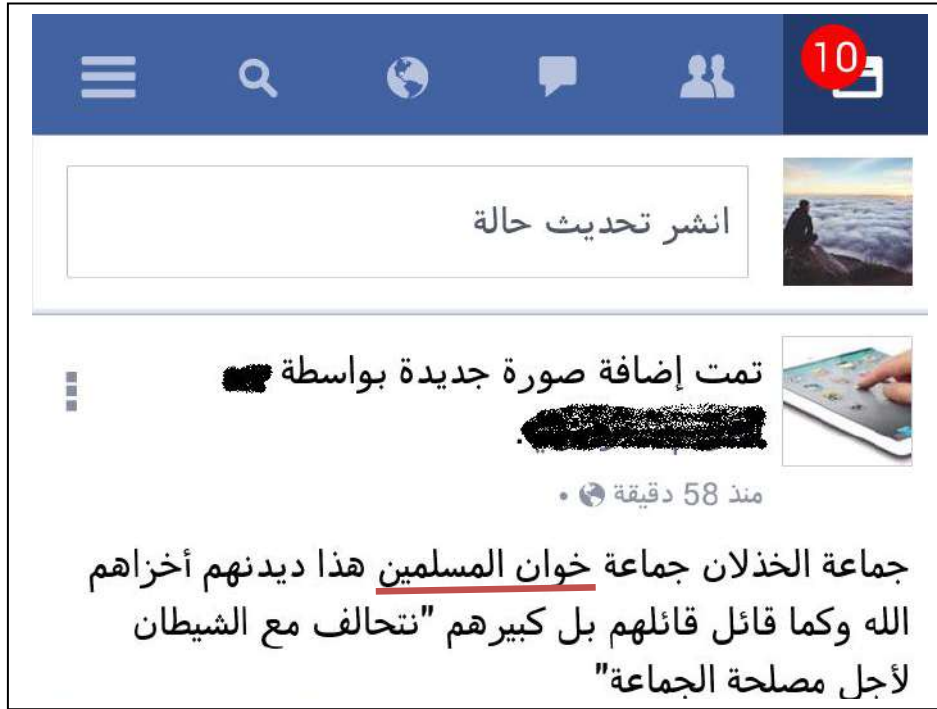 10
انشر تحديث حالة
تمت إضافة صورة جديدة بواسطة
منذ 58 دقيقة
جماعة الخذلان جماعة خوان المسلمين هذا ديدنهم أخزاهم
الله وكما قائل قائلهم بل كبيرهم "نتحالف مع الشيطان
لأجل مصلحة الجماعة"